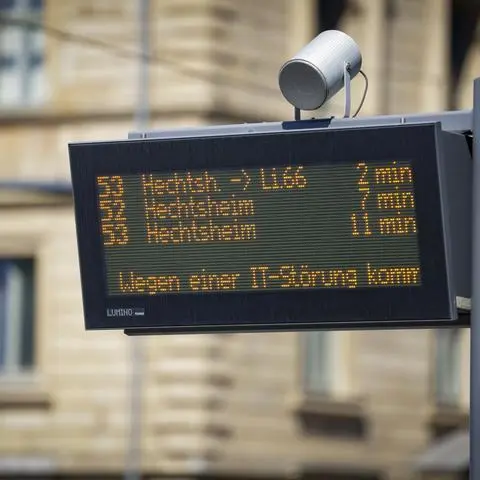 53 Hechtsh. -> Li.66 2 min
52 Hechtsheim 7 min
53 Hechtsheim 11 min
Wegen einer IT-Störung komm
LUMINO